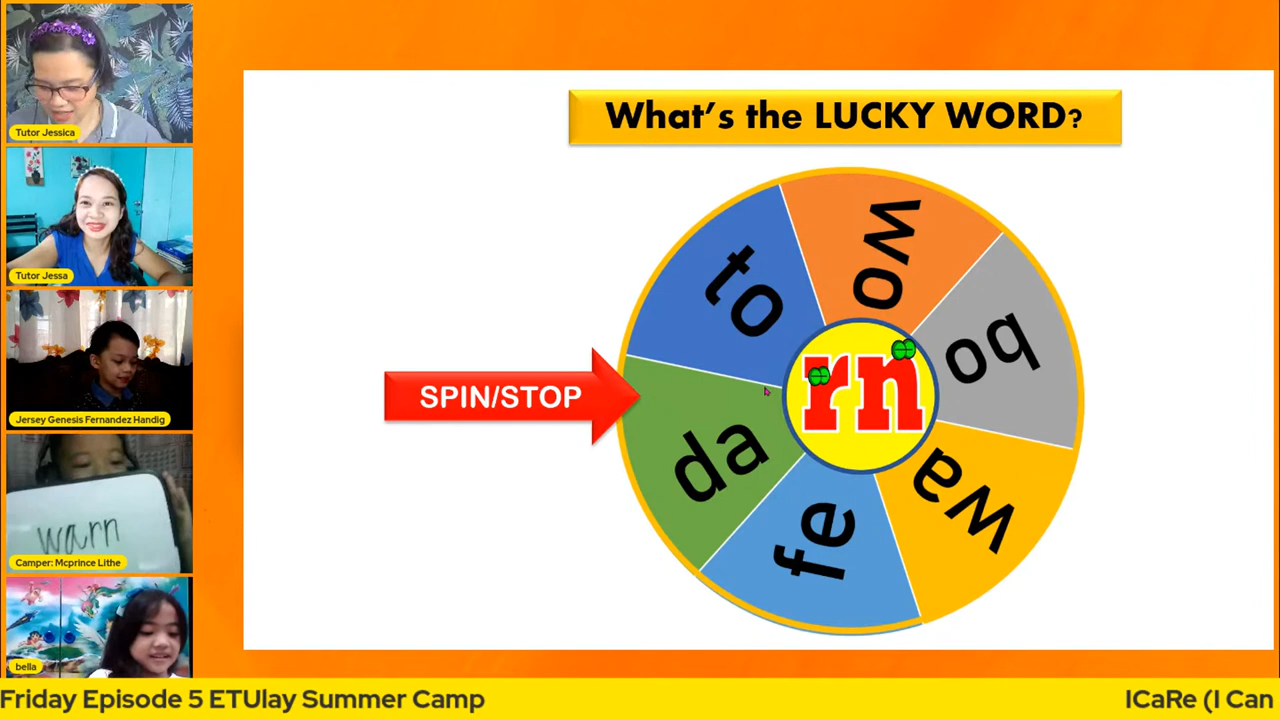 Tutor Jessica
Tutor Jessa
Jersey Genesis Fernandez Handig
warn
Camper: Mcprince Lithe
bella
What's the LUCKY WORD?
SPIN/STOP
to
wo
bo
wa
fe
da
rn
Friday Episode 5 ETUlay Summer Camp
ICaRe (I Can